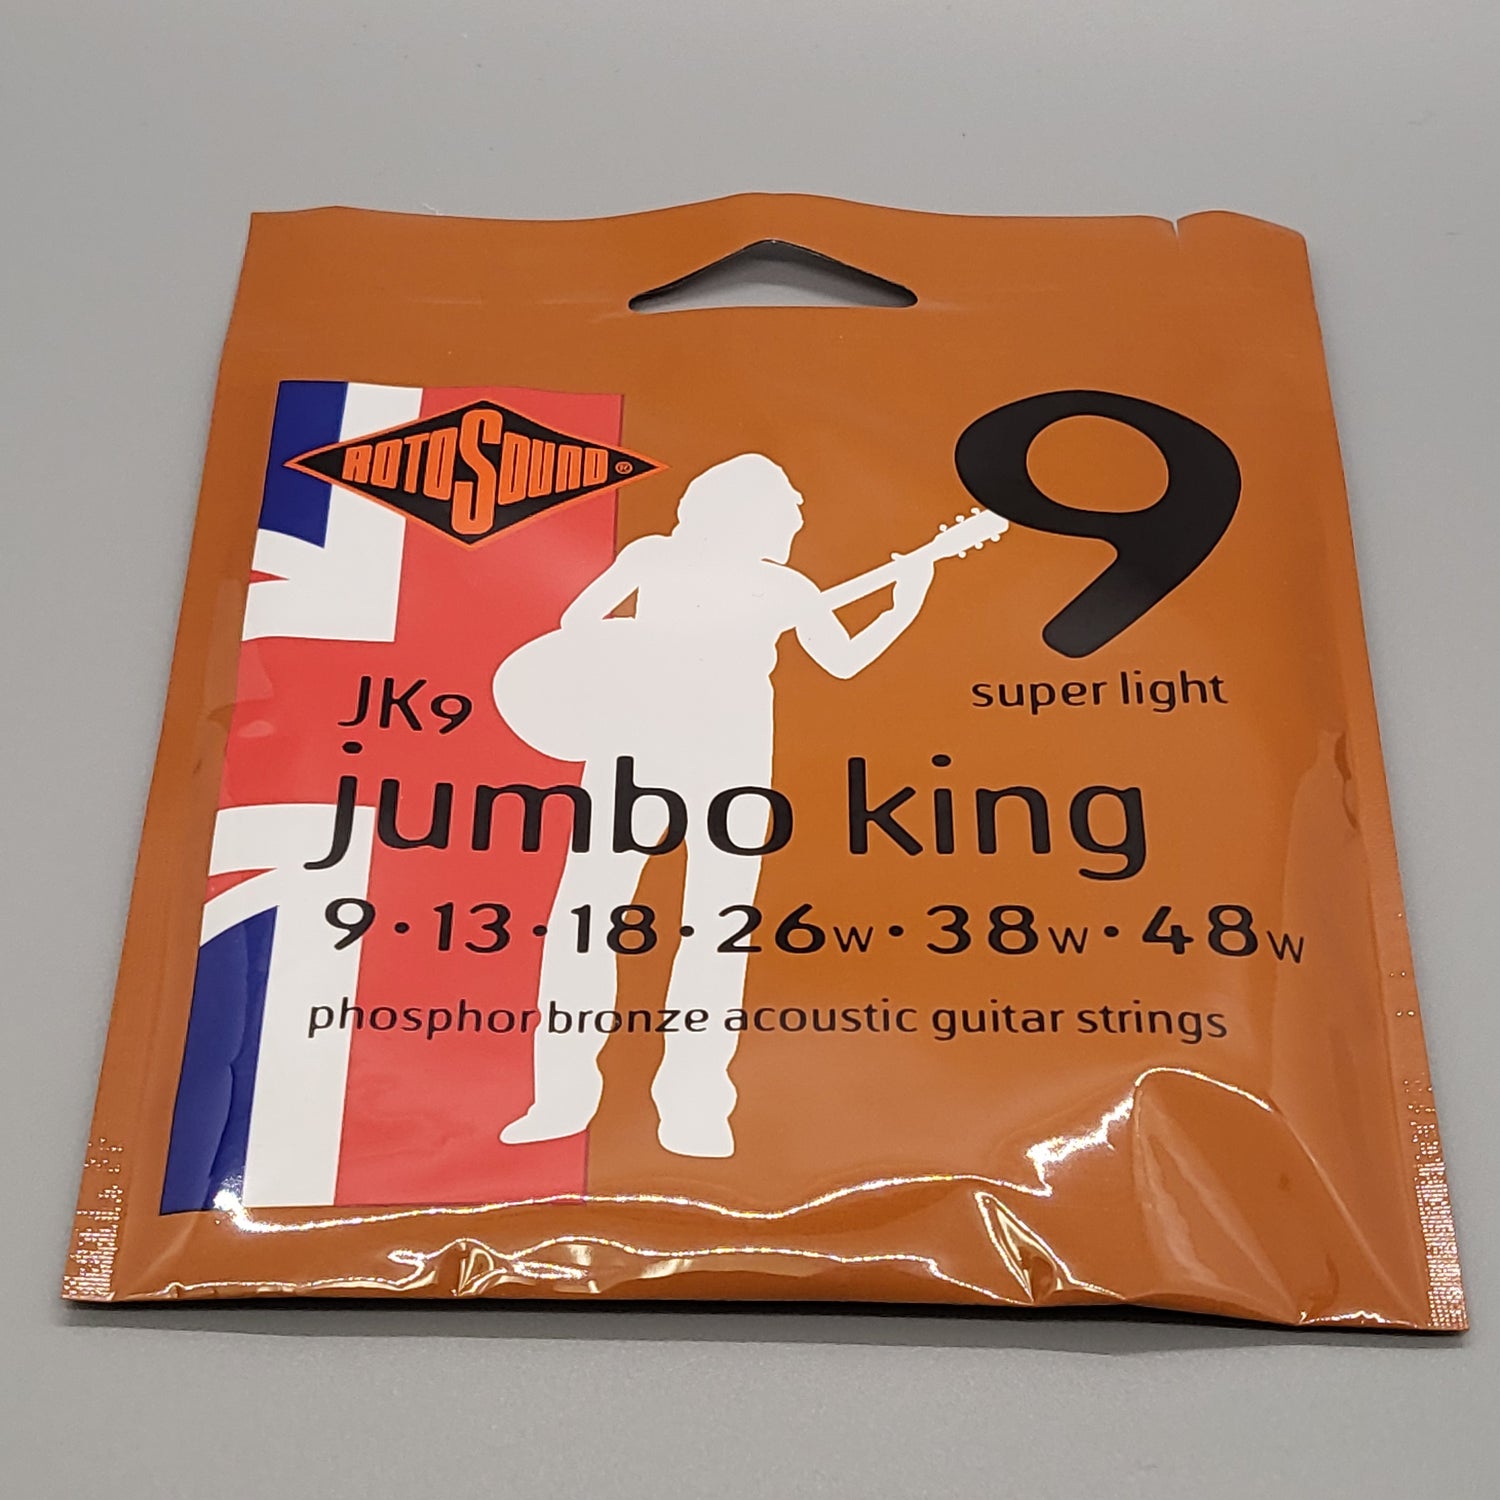 ROTOSOUND®
9
super light
JK9
jumbo king
9•13•18•26w•38w•48w
phosphor bronze acoustic guitar strings